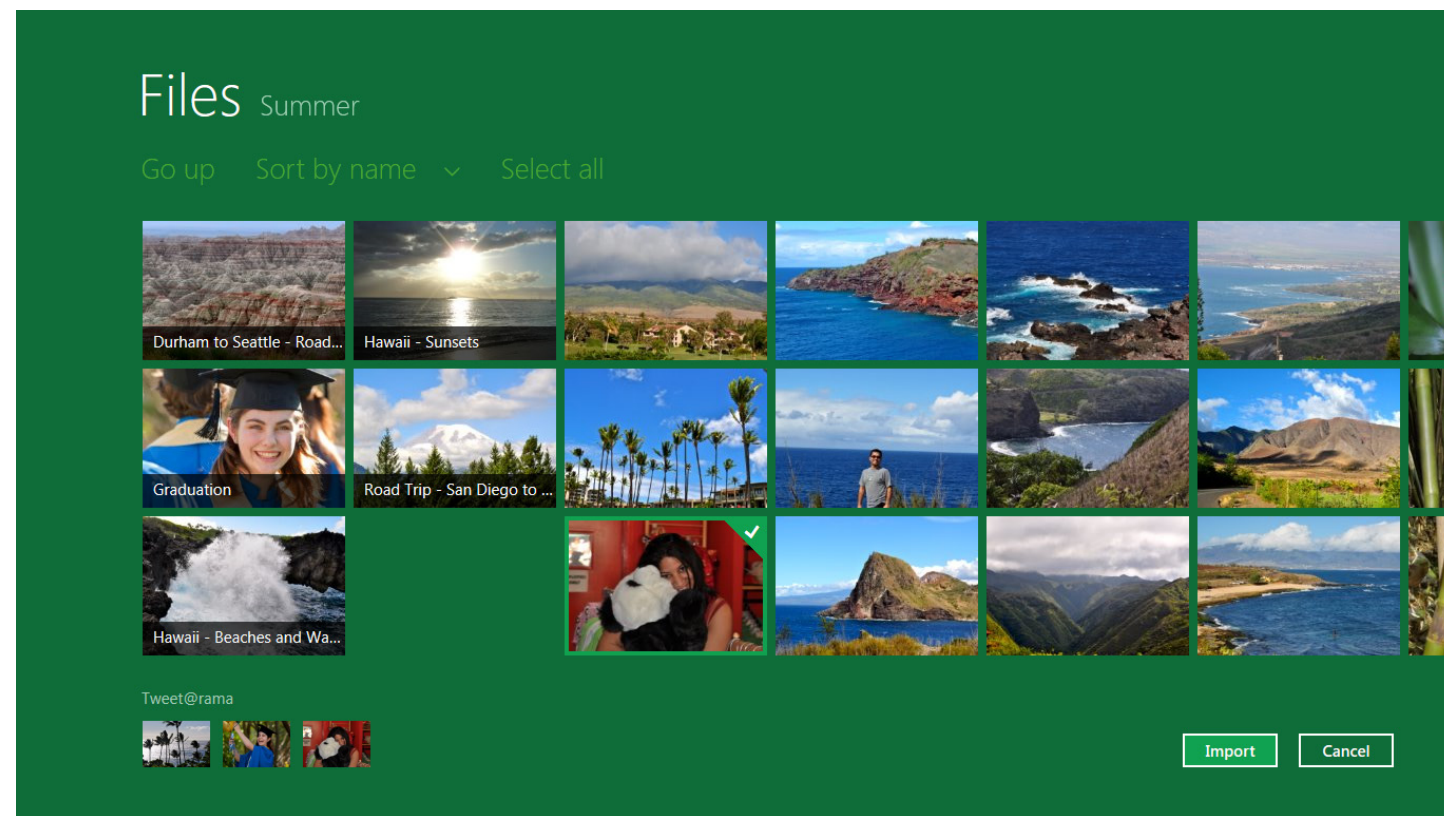 Files Summer
Go up Sort by name Select all
Durham to Seattle - Road...
Hawaii - Sunsets
Graduation
Road Trip - San Diego to ...
Hawaii - Beaches and Wa...
Tweet@rama
Import Cancel